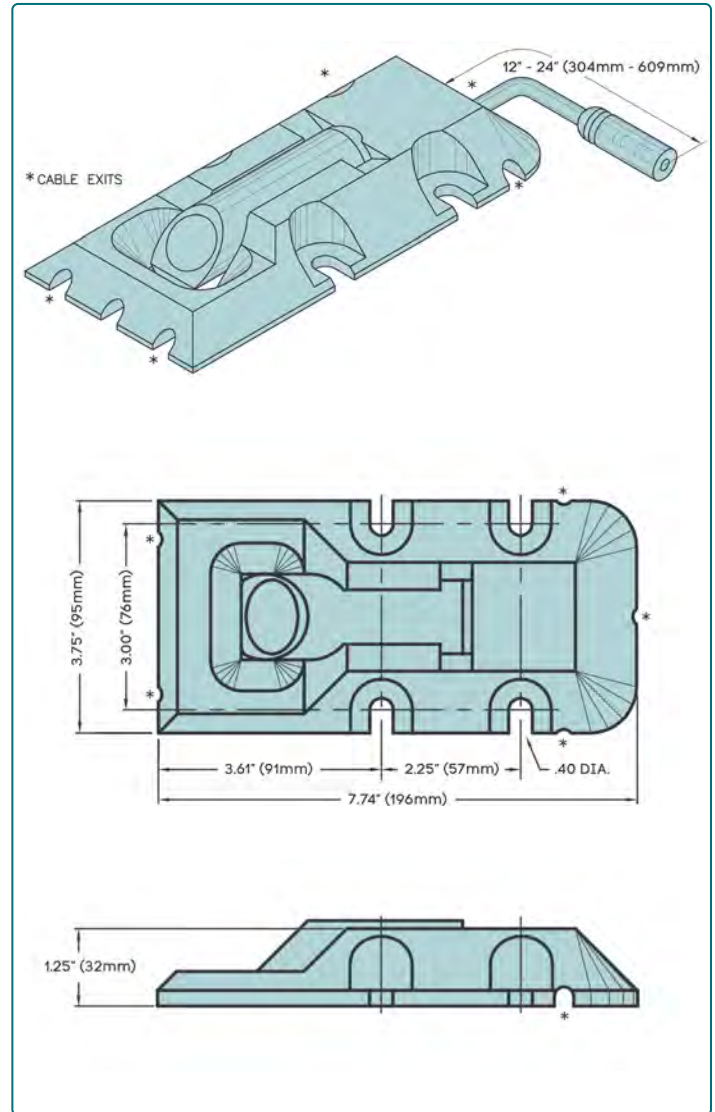 12" - 24" (304mm - 609mm)
*
*
* CABLE EXITS
*
*
*
*
*
3.75" (95mm)
3.00" (76mm)
*
*
*
3.61" (91mm)
2.25" (57mm)
.40 DIA.
7.74" (196mm)
1.25" (32mm)
*